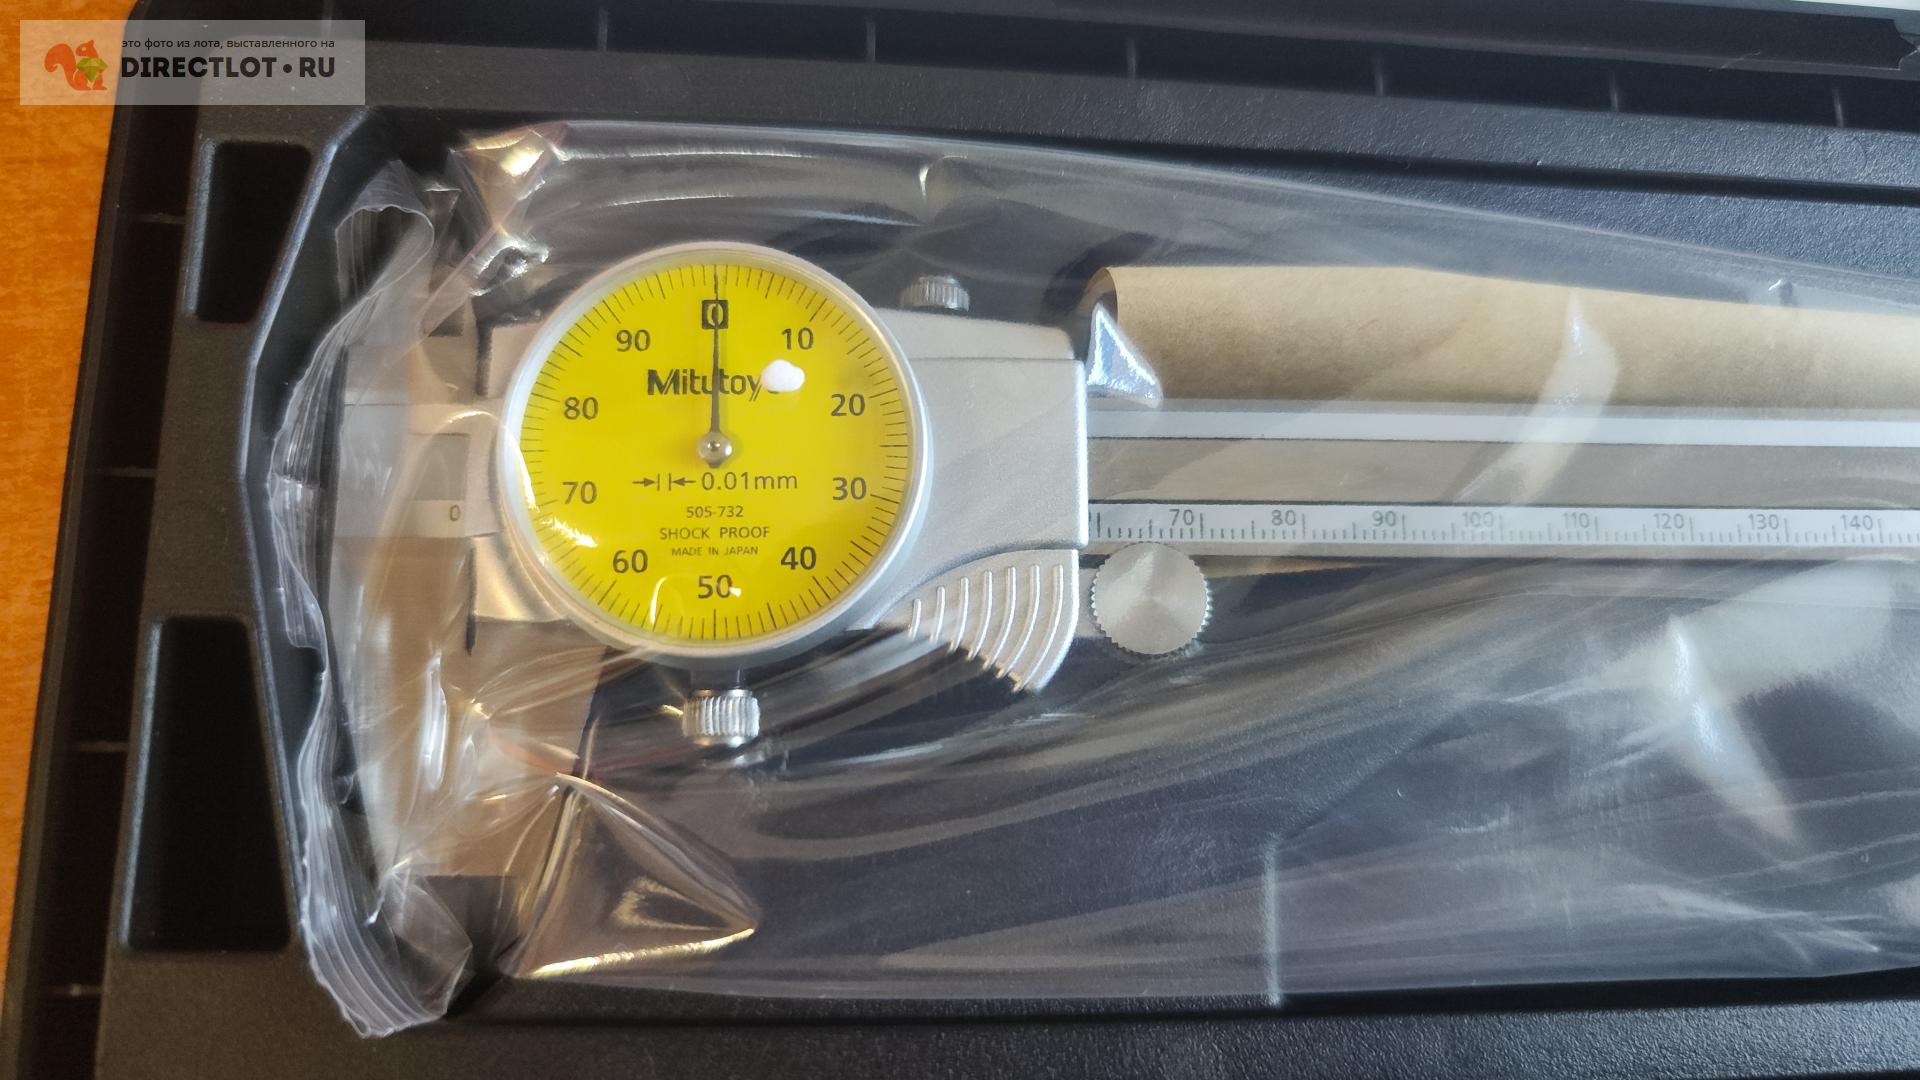 это фото из лота, выставленного на
DIRECTLOT•RU
0
90
10
Mitutoyo
80
20
70
30
0.01mm
505-732
SHOCK PROOF
MADE IN JAPAN
60
40
50
0
70 80 90 100 110 120 130 140